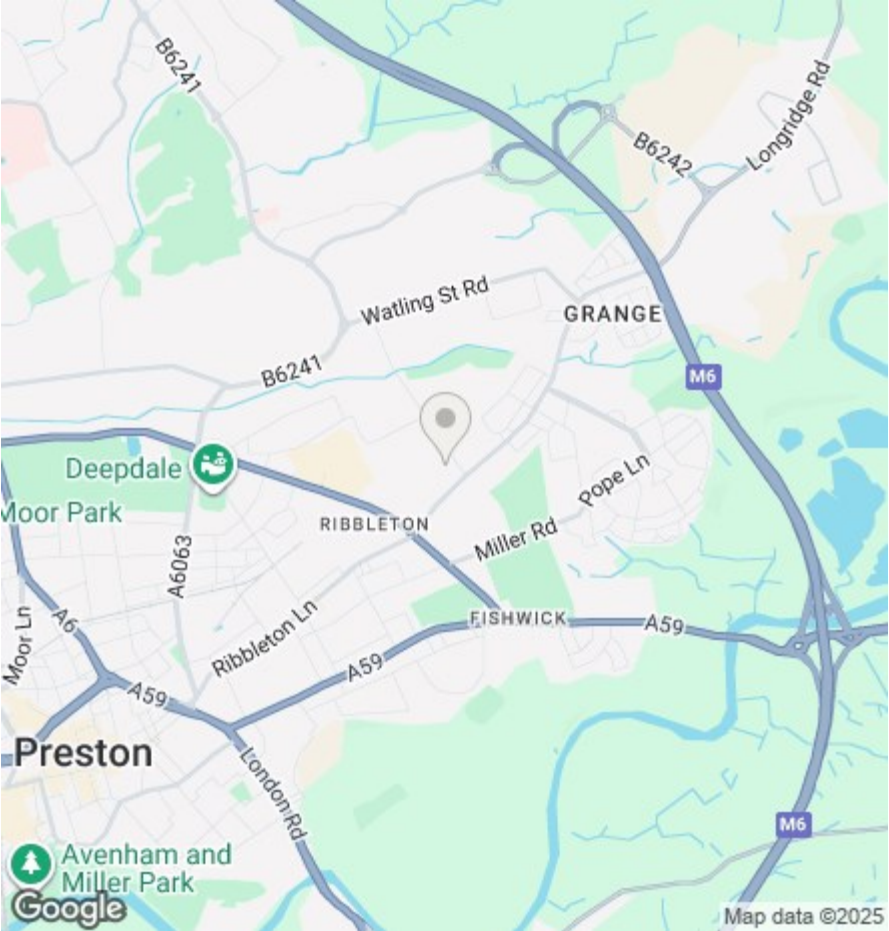 B6241
Longridge Rd
B6242
Watling St Rd
GRANGE
B6241
M6
Deepdale
Moor Park
RIBBLETON
Pope Ln
Miller Rd
A6063
Moor Ln
A6
Ribbleton Ln
FISHWICK
A59
A59
A59
Preston
London Rd
M6
Avenham and
Miller Park
Google
Map data ©2025